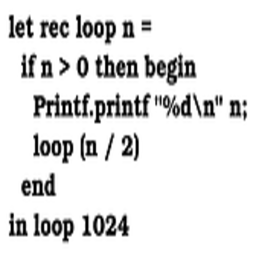 let rec loop n =
if n > 0 then begin
Printf.printf "%d\n" n;
loop (n / 2)
end
in loop 1024